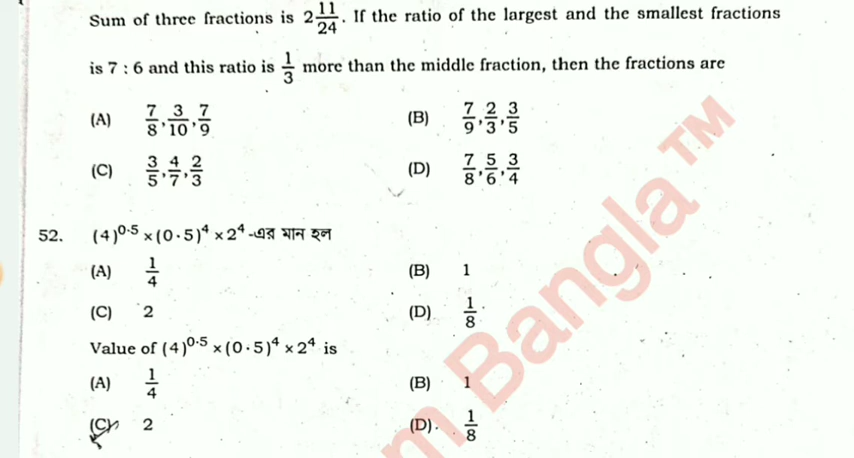 Sum of three fractions is 2 11/24. If the ratio of the largest and the smallest fractions
is 7 : 6 and this ratio is 1/3 more than the middle fraction, then the fractions are
(A) 7/8, 3/10, 7/9 (B) 7/9, 2/3, 3/5
(C) 3/5, 4/7, 2/3 (D) 7/8, 5/6, 3/4
52. (4)^0·5 × (0·5)^4 × 2^4 -এর মান হল
(A) 1/4 (B) 1
(C) 2 (D) 1/8
Value of (4)^0·5 × (0·5)^4 × 2^4 is
(A) 1/4 (B) 1
(C) 2 (D) 1/8
m Bangla™